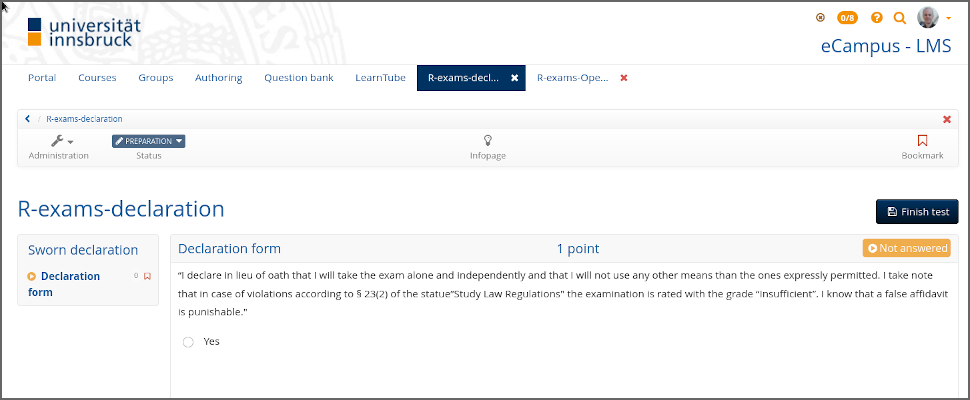 universität
innsbruck
0/8
eCampus - LMS
Portal Courses Groups Authoring Question bank LearnTube R-exams-decl... R-exams-Ope...
/ R-exams-declaration
PREPARATION
Administration Status Infopage Bookmark
R-exams-declaration
Finish test
Sworn declaration
Declaration form
0
Declaration form 1 point Not answered
"I declare in lieu of oath that I will take the exam alone and independently and that I will not use any other means than the ones expressly permitted. I take note
that in case of violations according to § 23(2) of the statue"Study Law Regulations" the examination is rated with the grade "insufficient". I know that a false affidavit
is punishable."
Yes